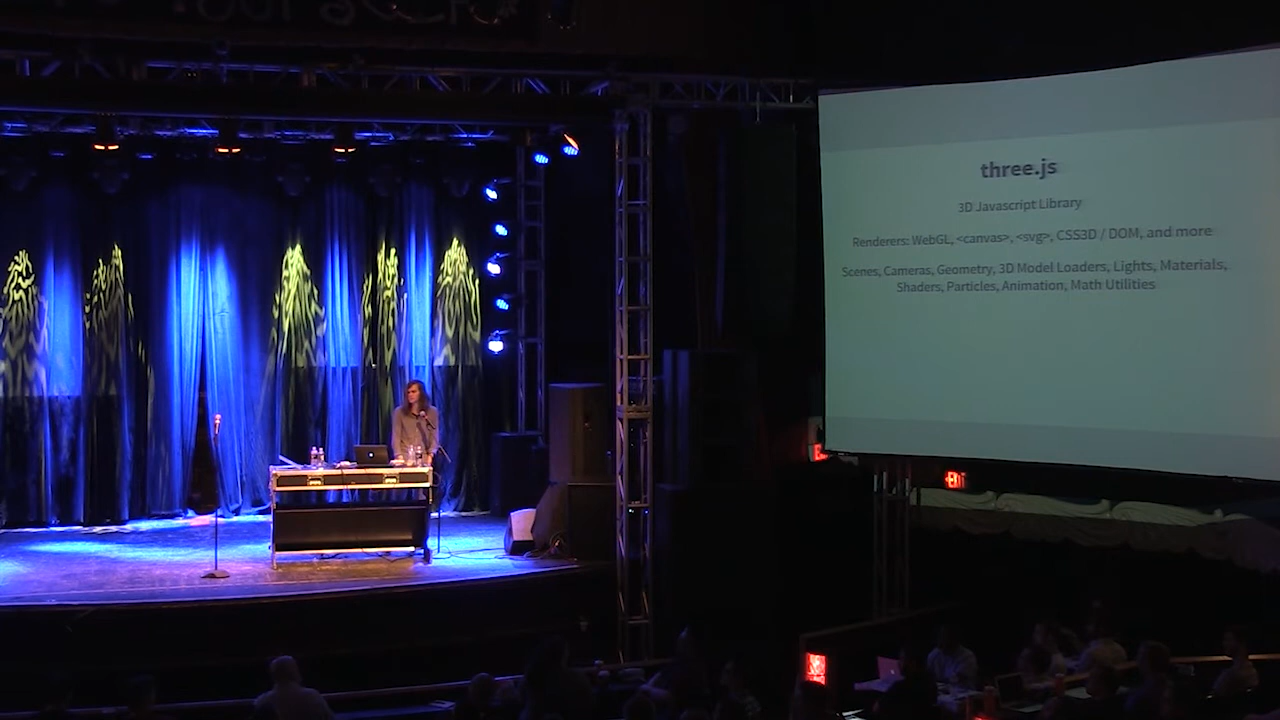 three.js
3D Javascript Library
Renderers: WebGL, <canvas>, <svg>, CSS3D / DOM, and more
Scenes, Cameras, Geometry, 3D Model Loaders, Lights, Materials,
Shaders, Particles, Animation, Math Utilities
EXIT